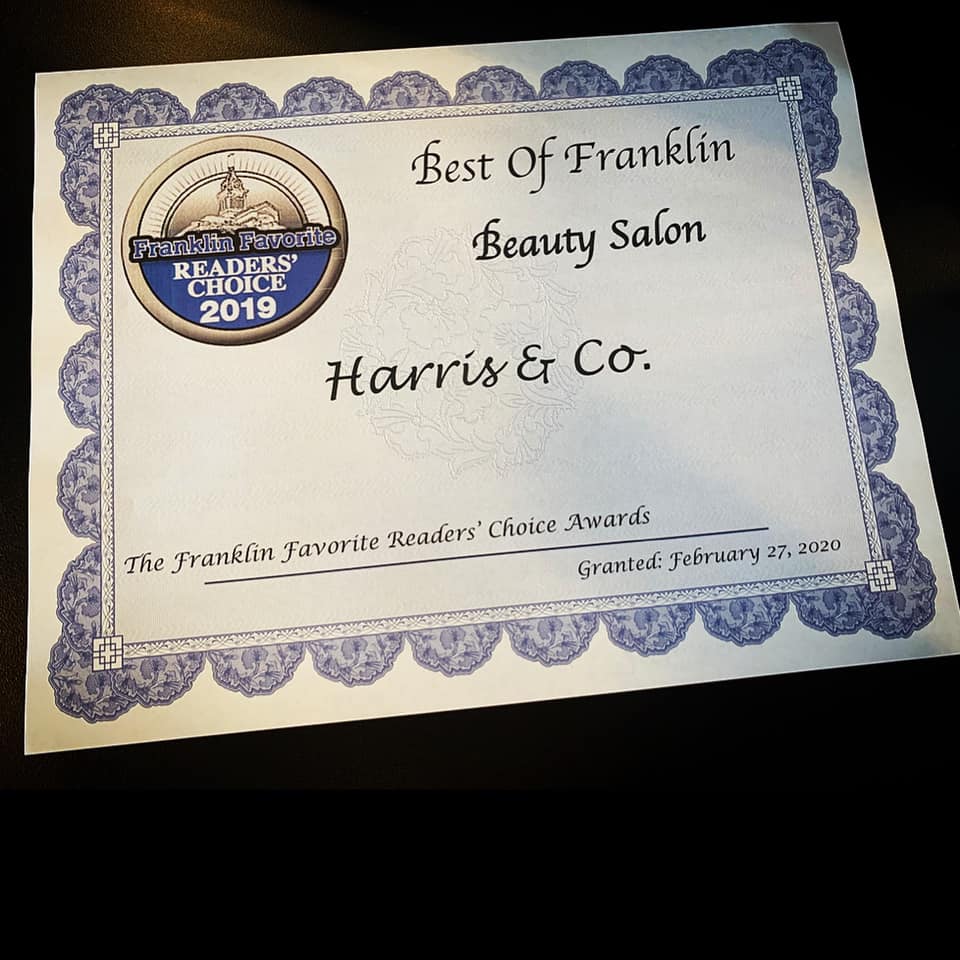 Best Of Franklin
Beauty Salon
Franklin Favorite
READERS'
CHOICE
2019
Harris & Co.
The Franklin Favorite Readers' Choice Awards
Granted: February 27, 2020